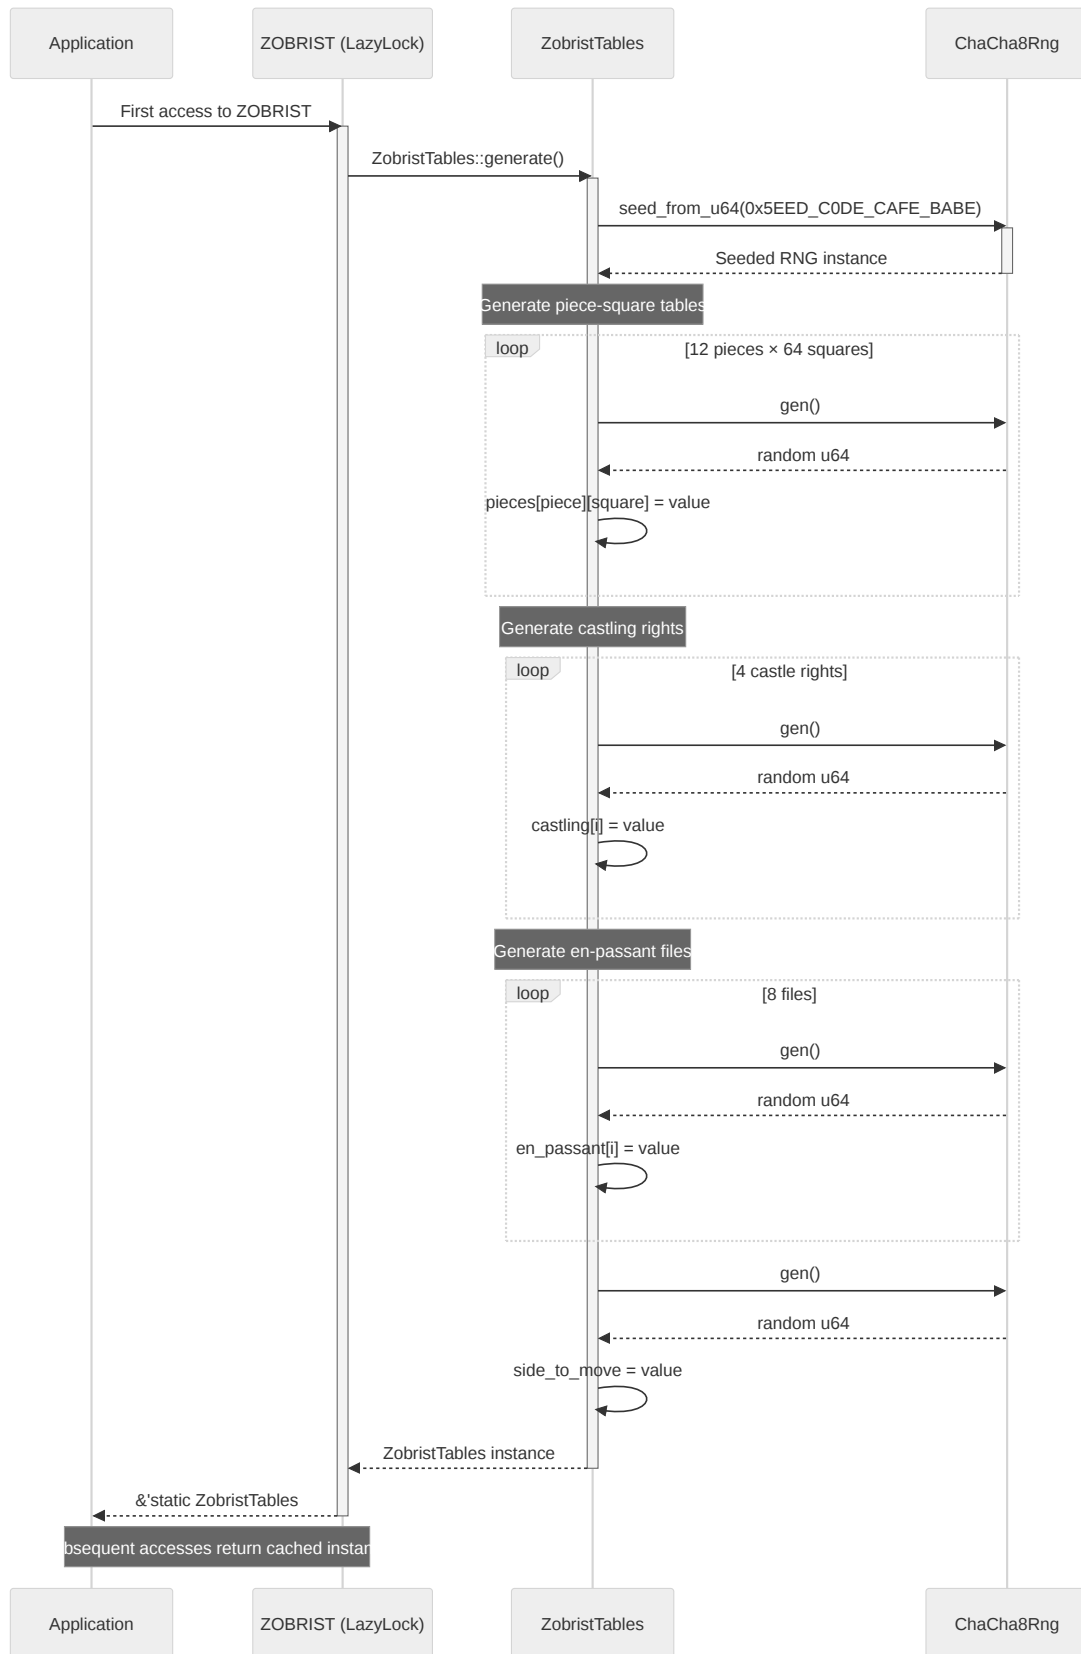 Application
ZOBRIST (LazyLock)
ZobristTables
ChaCha8Rng
First access to ZOBRIST
ZobristTables::generate()
seed_from_u64(0x5EED_C0DE_CAFE_BABE)
Seeded RNG instance
Generate piece-square tables
loop
[12 pieces × 64 squares]
gen()
random u64
pieces[piece][square] = value
Generate castling rights
loop
[4 castle rights]
gen()
random u64
castling[i] = value
Generate en-passant files
loop
[8 files]
gen()
random u64
en_passant[i] = value
gen()
random u64
side_to_move = value
ZobristTables instance
&'static ZobristTables
bsequent accesses return cached instan
Application
ZOBRIST (LazyLock)
ZobristTables
ChaCha8Rng